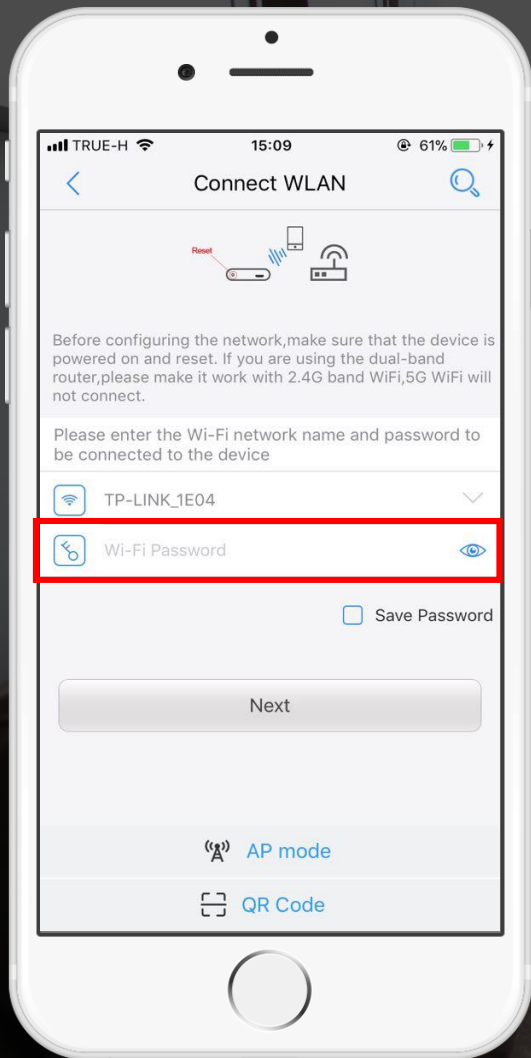 TRUE-H 15:09 61%
Connect WLAN
Reset
Before configuring the network,make sure that the device is
powered on and reset. If you are using the dual-band
router,please make it work with 2.4G band WiFi,5G WiFi will
not connect.
Please enter the Wi-Fi network name and password to
be connected to the device
TP-LINK_1E04
Wi-Fi Password
Save Password
Next
AP mode
QR Code